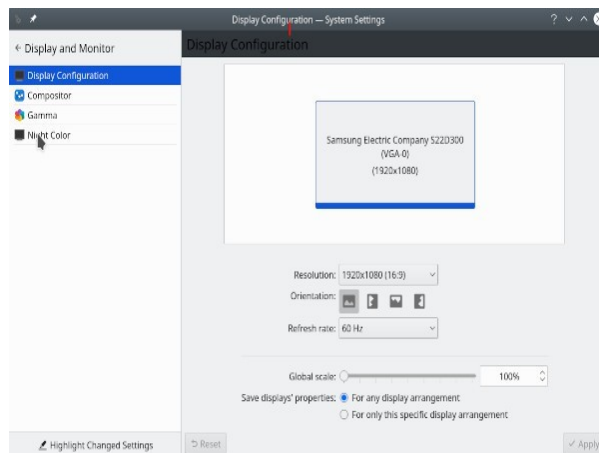 Display Configuration — System Settings
Display and Monitor
Display Configuration
Display Configuration
Compositor
Gamma
Night Color
Samsung Electric Company S22D300
(VGA-0)
(1920x1080)
Resolution: 1920x1080 (16:9)
Orientation:
Refresh rate: 60 Hz
Global scale: 100%
Save displays' properties: For any display arrangement
For only this specific display arrangement
Highlight Changed Settings
Reset
Apply